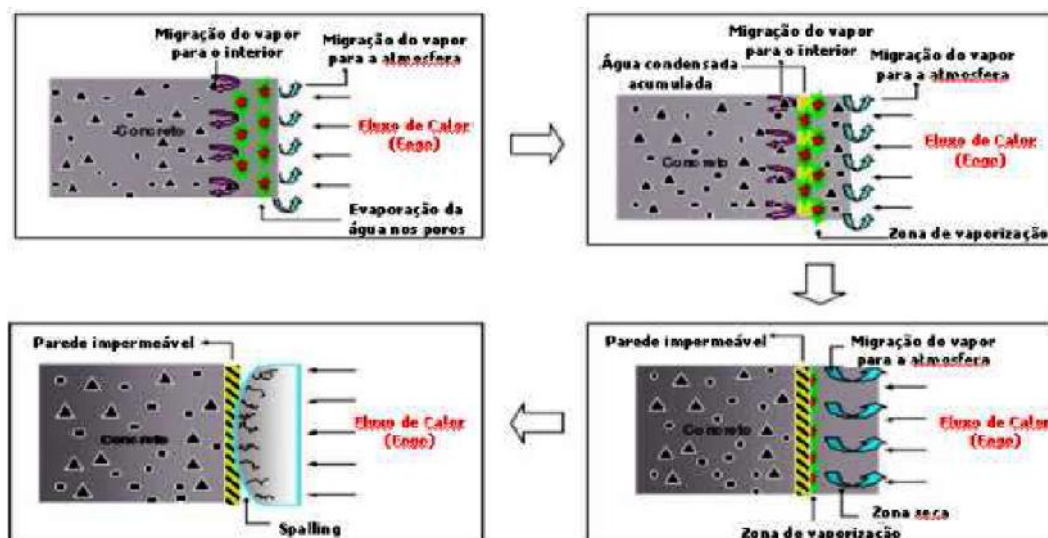 Migração do vapor
para o interior
Migração do vapor
para a atmosfera
Concreto
Fluxo de Calor
(Fogo)
Evaporação da
água nos poros
Migração do vapor
para o interior
Água condensada
acumulada
Migração do vapor
para a atmosfera
Concreto
Fluxo de Calor
(Fogo)
Zona de vaporização
Parede impermeável
Concreto
Fluxo de Calor
(Fogo)
Spalling
Parede impermeável
Migração do vapor
para a atmosfera
Concreto
Fluxo de Calor
(Fogo)
Zona seca
Zona de vaporização